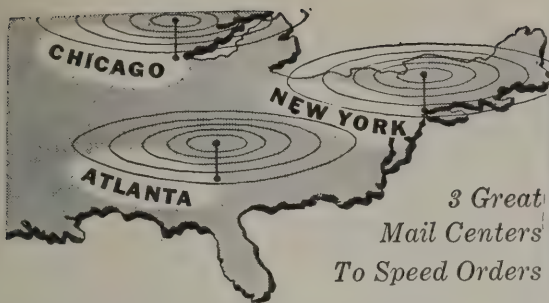 CHICAGO
NEW YORK
ATLANTA
3 Great
Mail Centers
To Speed Orders